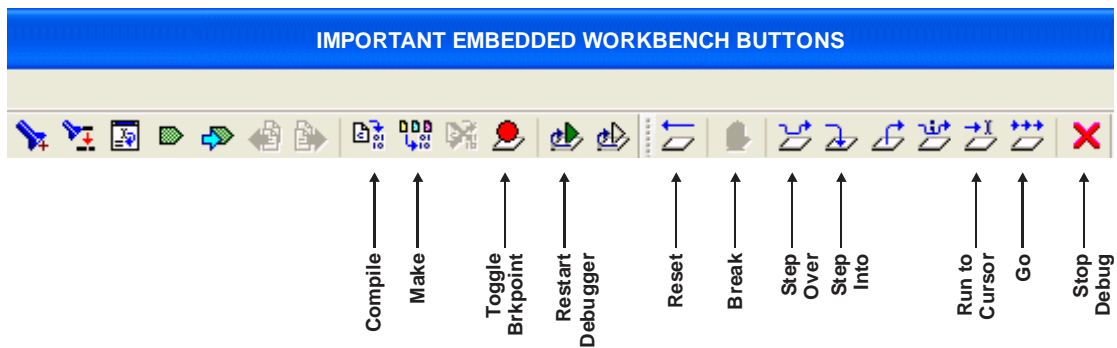 IMPORTANT EMBEDDED WORKBENCH BUTTONS
Compile
Make
Toggle
Brkpoint
Restart
Debugger
Reset
Break
Step
Over
Step
Into
Run to
Cursor
Go
Stop
Debug